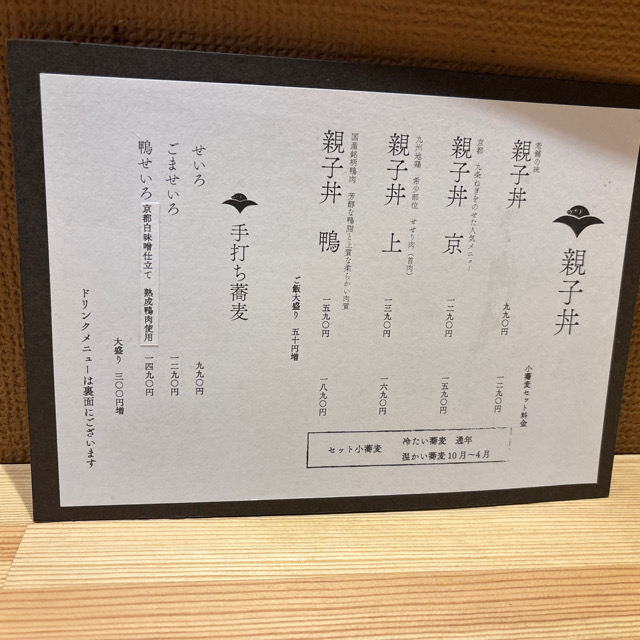 親子丼
小蕎麦セット料金
老舗の味
親子丼
九九〇円
一二九〇円
京都 九条ねぎをのせた人気メニュー
親子丼 京
一二九〇円
一五九〇円
九州地鶏 希少部位 せせり肉(首肉)
親子丼 上
一三九〇円
一六九〇円
国産銘柄鴨肉 芳醇な鴨脂と上質な柔らかい肉質
親子丼 鴨
一五九〇円
一八九〇円
ご飯大盛り 五十円増
セット小蕎麦
冷たい蕎麦 通年
温かい蕎麦10月〜4月
手打ち蕎麦
せいろ
九九〇円
ごませいろ
一二九〇円
鴨せいろ
京都白味噌仕立て 熟成鴨肉使用
一四九〇円
大盛り 三〇〇円増
ドリンクメニューは裏面にございます